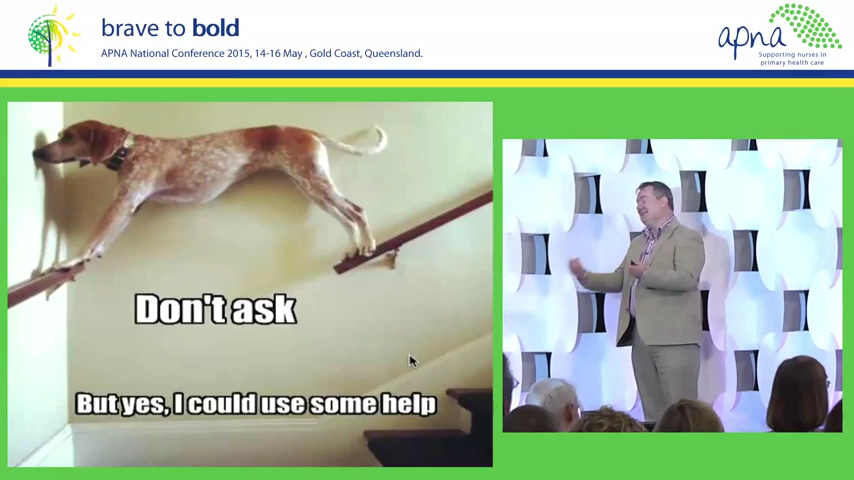 brave to bold
APNA National Conference 2015, 14-16 May , Gold Coast, Queensland.
apna
Supporting nurses in
primary health care
Don't ask
But yes, I could use some help